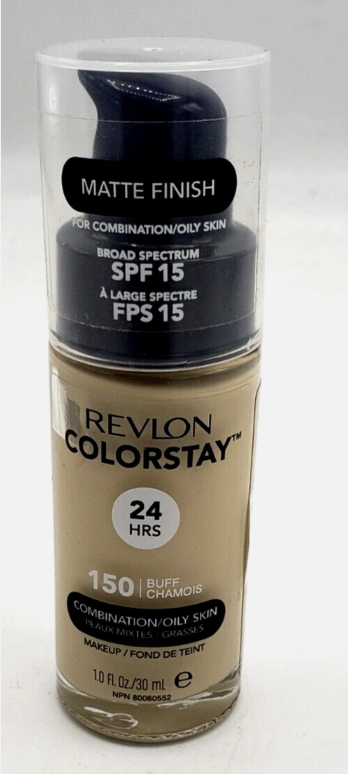 MATTE FINISH
FOR COMBINATION/OILY SKIN
BROAD SPECTRUM
SPF 15
À LARGE SPECTRE
FPS 15
REVLON
COLORSTAY™
24
HRS
150 | BUFF
CHAMOIS
COMBINATION/OILY SKIN
PEAUX MIXTES / GRASSES
MAKEUP / FOND DE TEINT
1.0 Fl. Oz./30 mL ℮
NPN 80060552